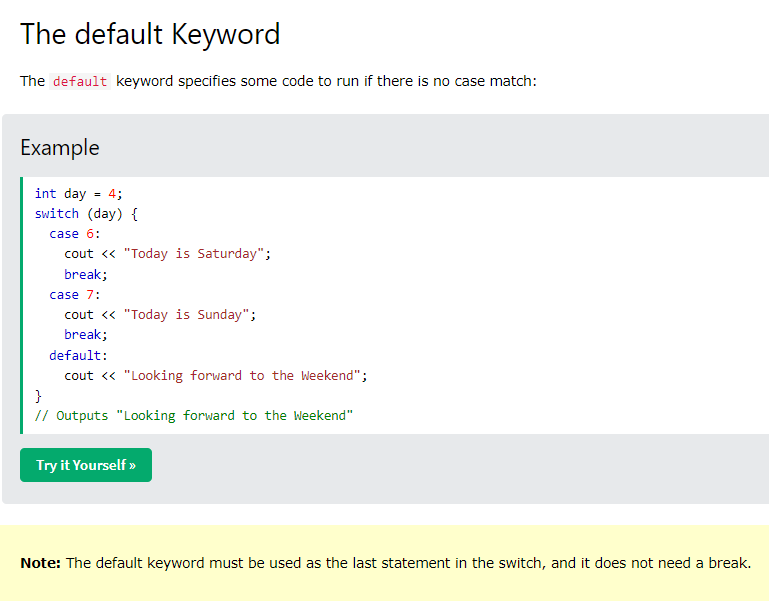 The default Keyword
The default keyword specifies some code to run if there is no case match:
Example
int day = 4;
switch (day) {
  case 6:
    cout << "Today is Saturday";
    break;
  case 7:
    cout << "Today is Sunday";
    break;
  default:
    cout << "Looking forward to the Weekend";
}
// Outputs "Looking forward to the Weekend"
Try it Yourself »
Note: The default keyword must be used as the last statement in the switch, and it does not need a break.